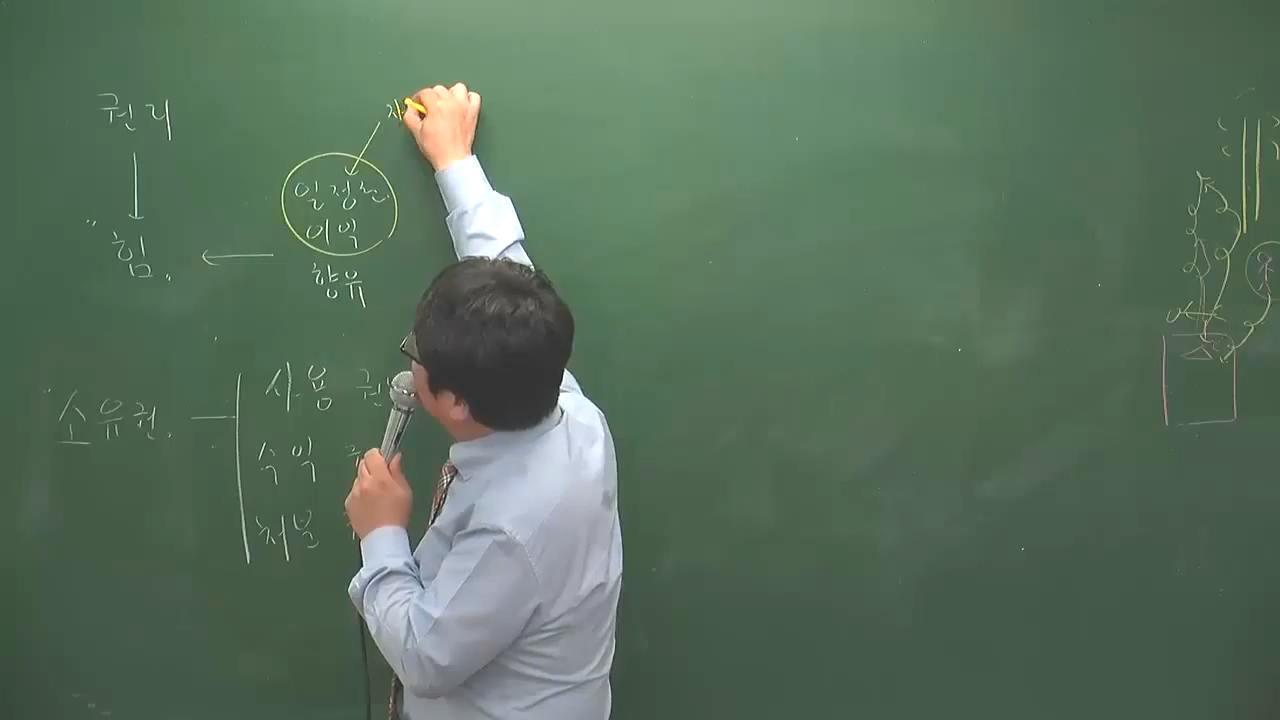 권리
일정한
이익
"힘"
향유
소유권. 사용 권
수익
처분